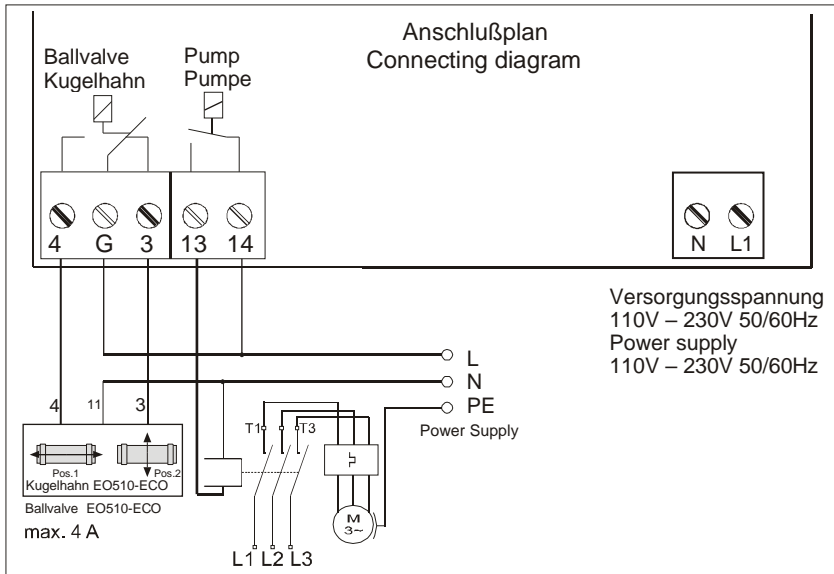 Anschlußplan
Connecting diagram
Ballvalve
Kugelhahn
Pump
Pumpe
4 G 3 13 14
N L1
Versorgungsspannung
110V – 230V 50/60Hz
Power supply
110V – 230V 50/60Hz
L
N
PE
Power Supply
4 11 3
T1 T3
Pos.1 Pos.2
Kugelhahn EO510-ECO
Ballvalve EO510-ECO
max. 4 A
M
3~
L1 L2 L3